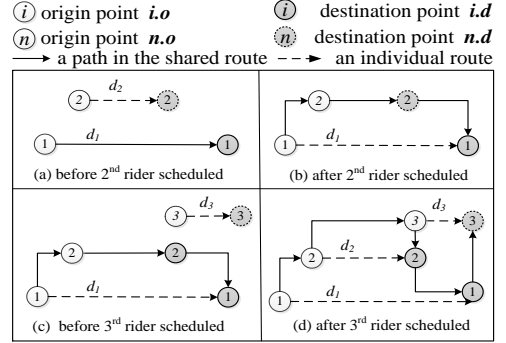 i origin point i.o i destination point i.d
n origin point n.o n destination point n.d
a path in the shared route an individual route
2 d2 2
1 d1 1
(a) before 2nd rider scheduled
2 2
1 d1 1
(b) after 2nd rider scheduled
3 d3 3
2 2
1 d1 1
(c) before 3rd rider scheduled
3 d3 3
2 d2 2
1 d1 1
(d) after 3rd rider scheduled